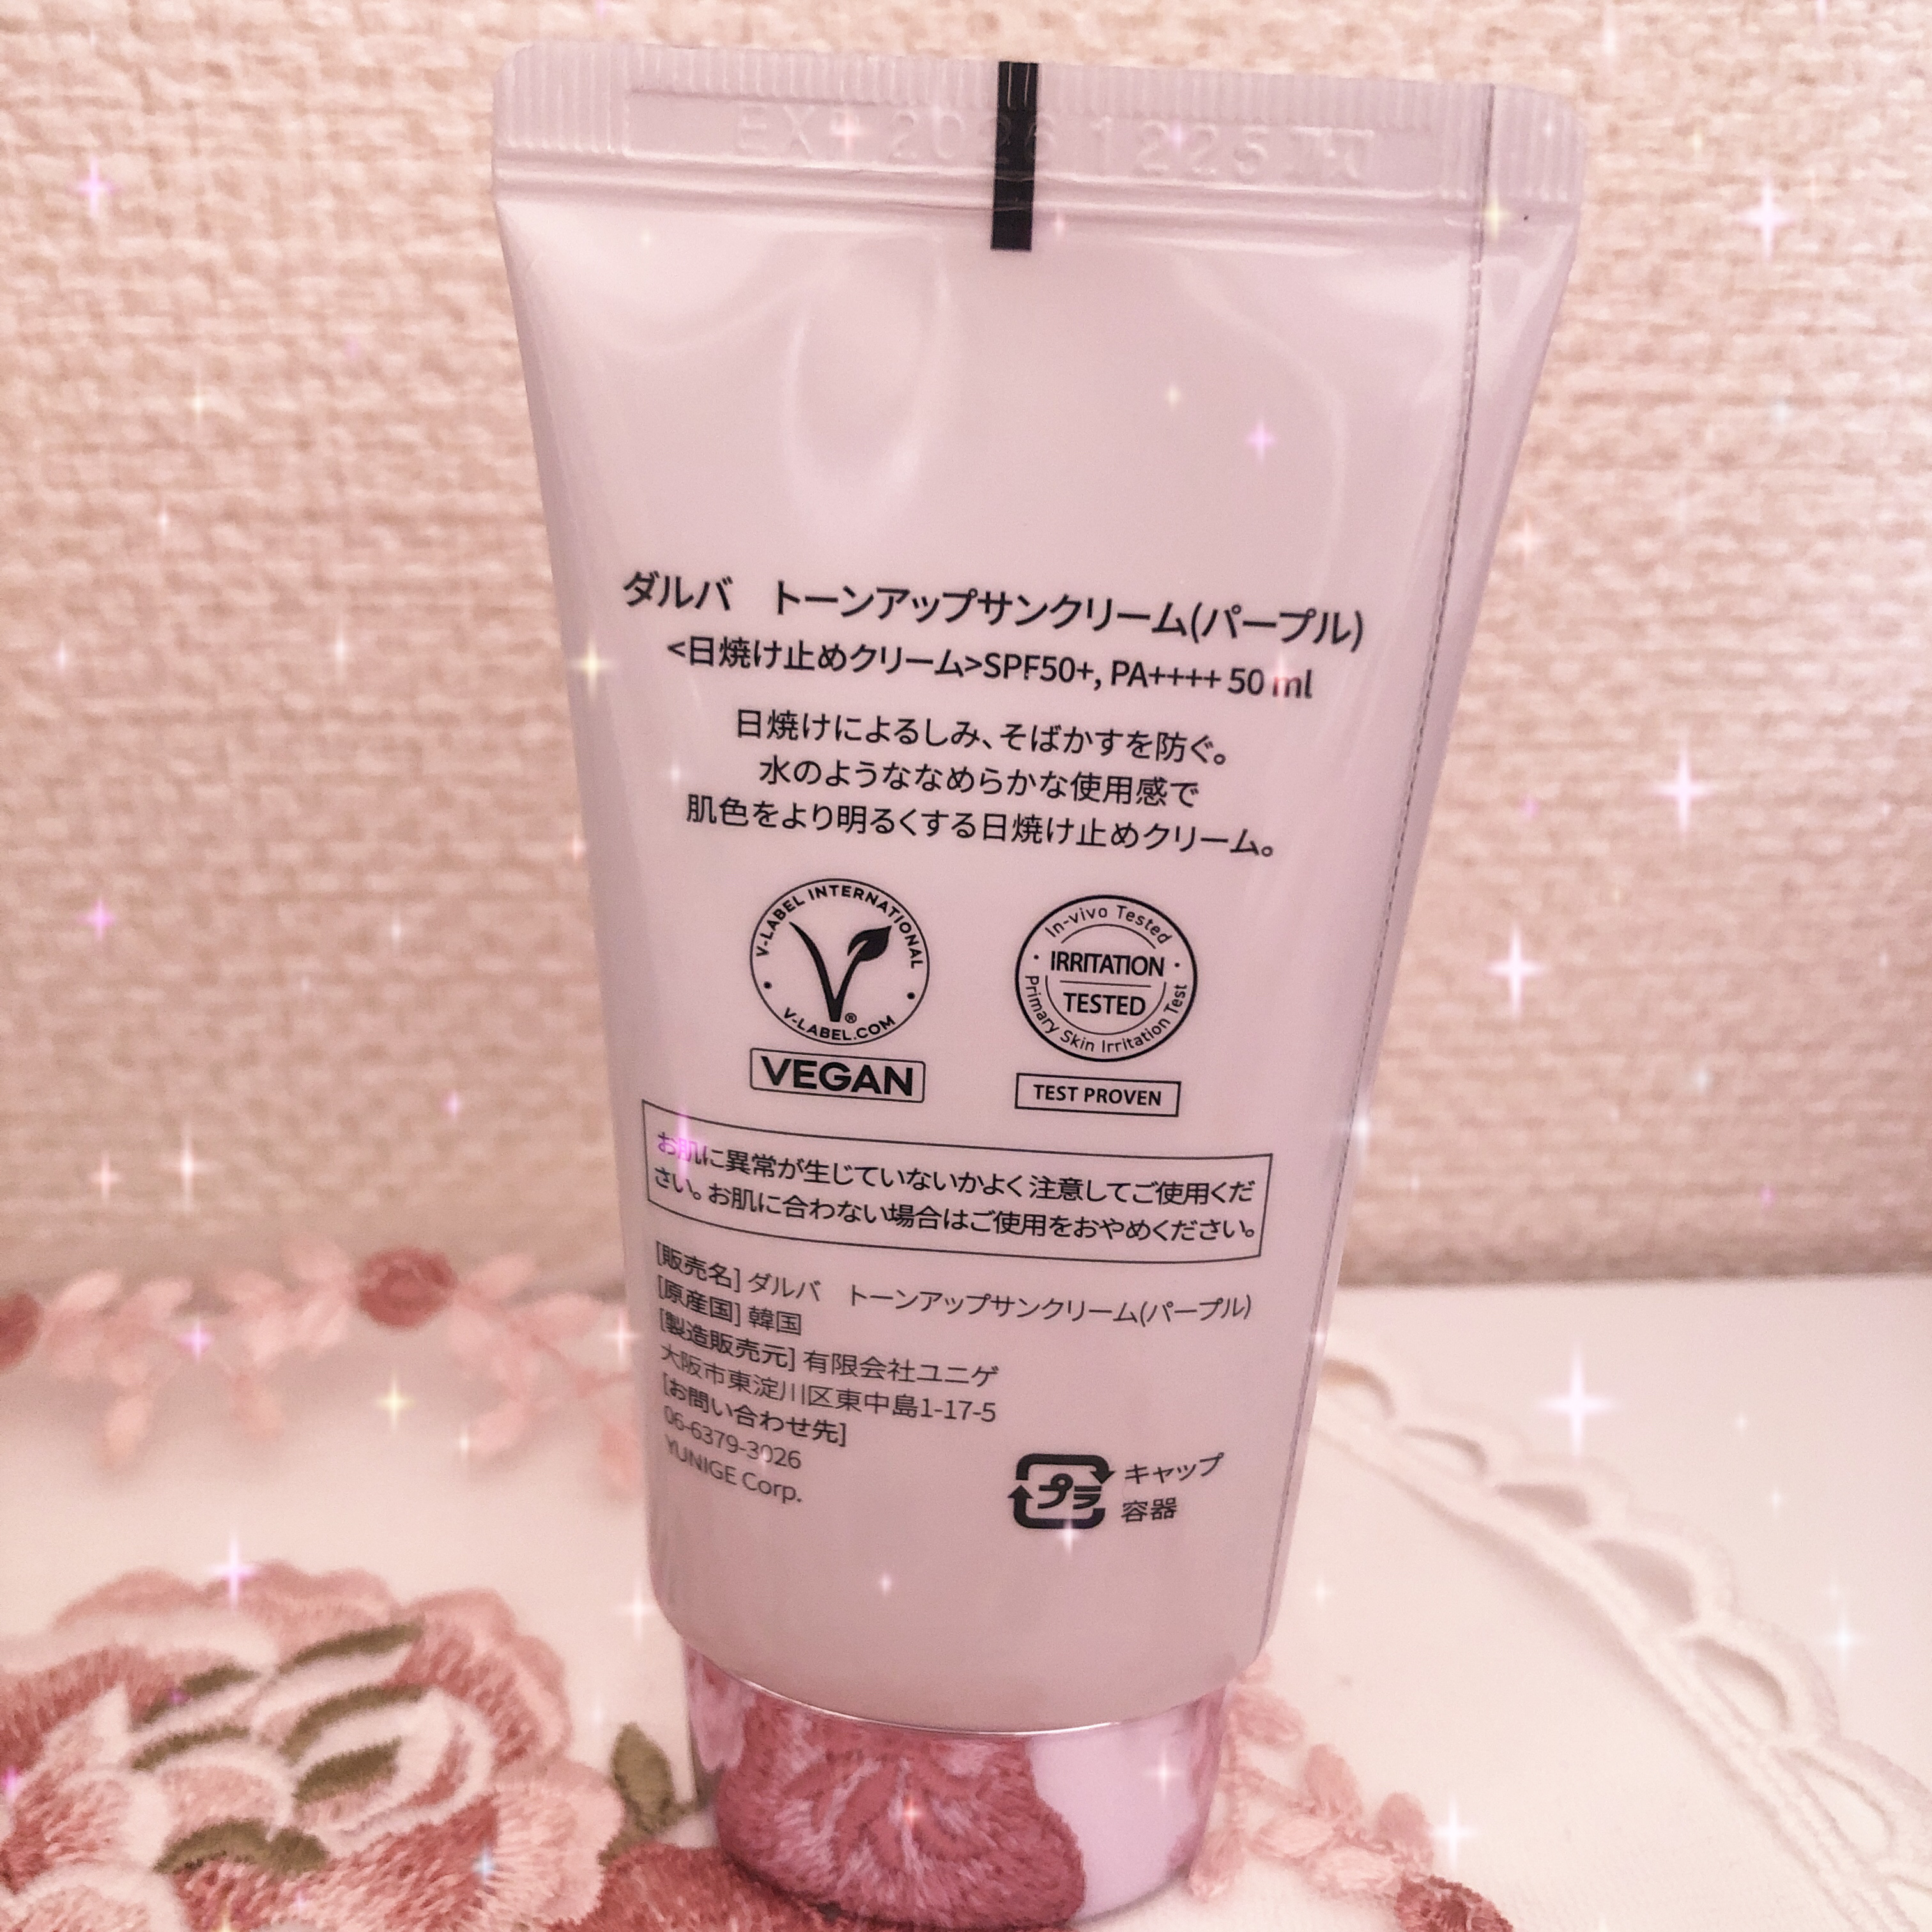 EXP 20261225
ダルバ　トーンアップサンクリーム(パープル)
<日焼け止めクリーム>SPF50+, PA++++ 50 ml
日焼けによるしみ、そばかすを防ぐ。
水のようななめらかな使用感で
肌色をより明るくする日焼け止めクリーム。
V-LABEL INTERNATIONAL
V-LABEL.COM
VEGAN
In-vivo Tested
IRRITATION
TESTED
Primary Skin Irritation Test
TEST PROVEN
お肌に異常が生じていないかよく注意してご使用くだ
さい。お肌に合わない場合はご使用をおやめください。
[販売名] ダルバ　トーンアップサンクリーム(パープル)
[原産国] 韓国
[製造販売元] 有限会社ユニゲ
大阪市東淀川区東中島1-17-5
[お問い合わせ先]
06-6379-3026
YUNIGE Corp.
プラ
キャップ
容器